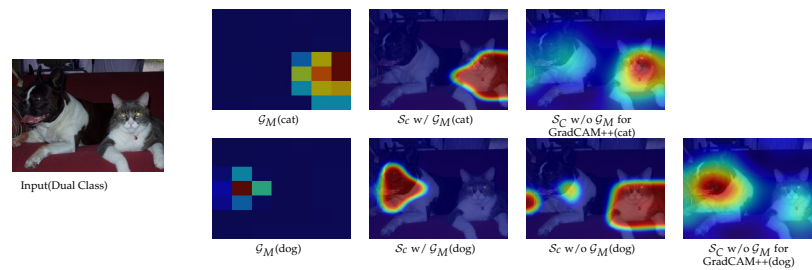 𝒢_M(cat)
𝒮_c w/ 𝒢_M(cat)
𝒮_C w/o 𝒢_M for
GradCAM++(cat)
Input(Dual Class)
𝒢_M(dog)
𝒮_c w/ 𝒢_M(dog)
𝒮_c w/o 𝒢_M(dog)
𝒮_C w/o 𝒢_M for
GradCAM++(dog)